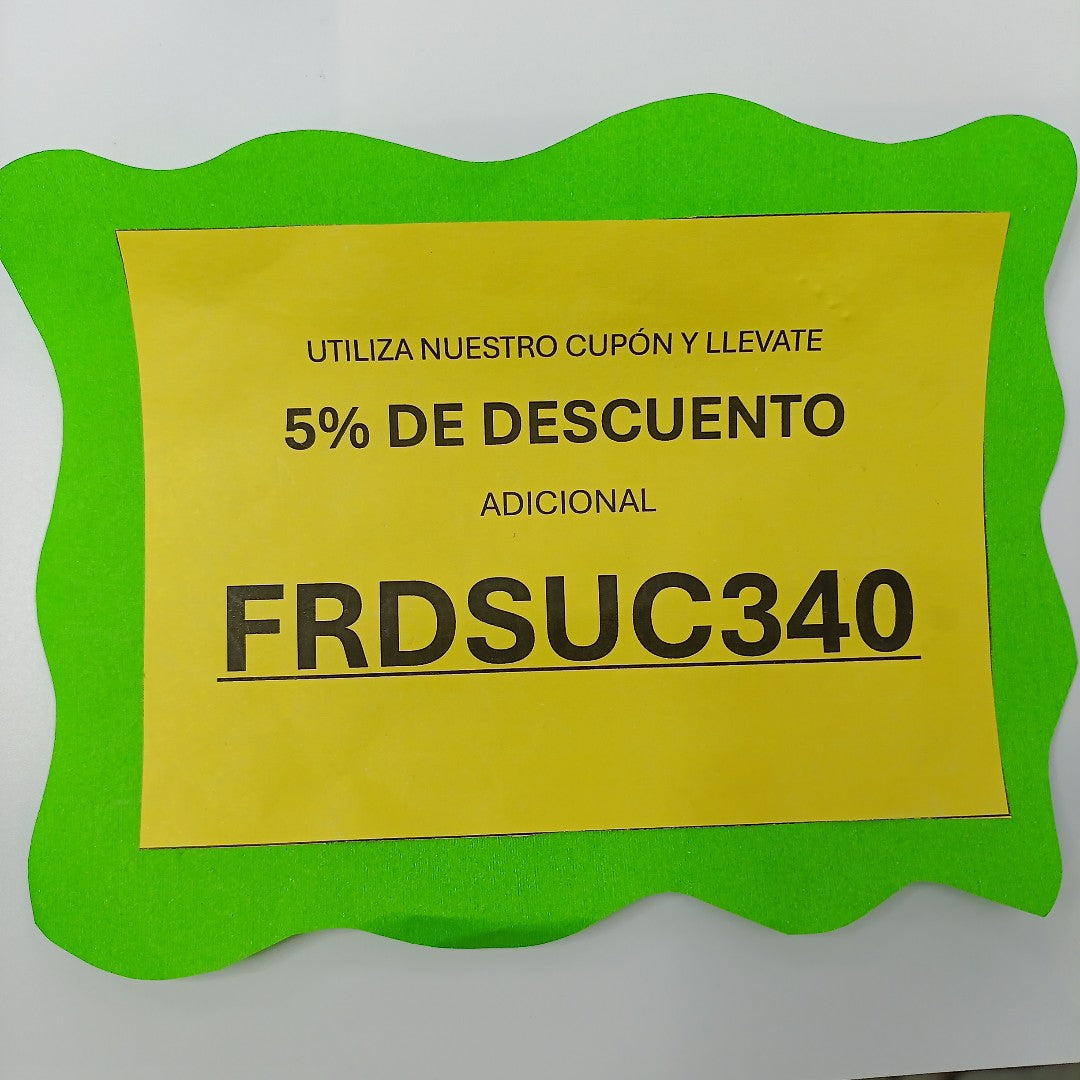 UTILIZA NUESTRO CUPÓN Y LLEVATE
5% DE DESCUENTO
ADICIONAL
FRDSUC340